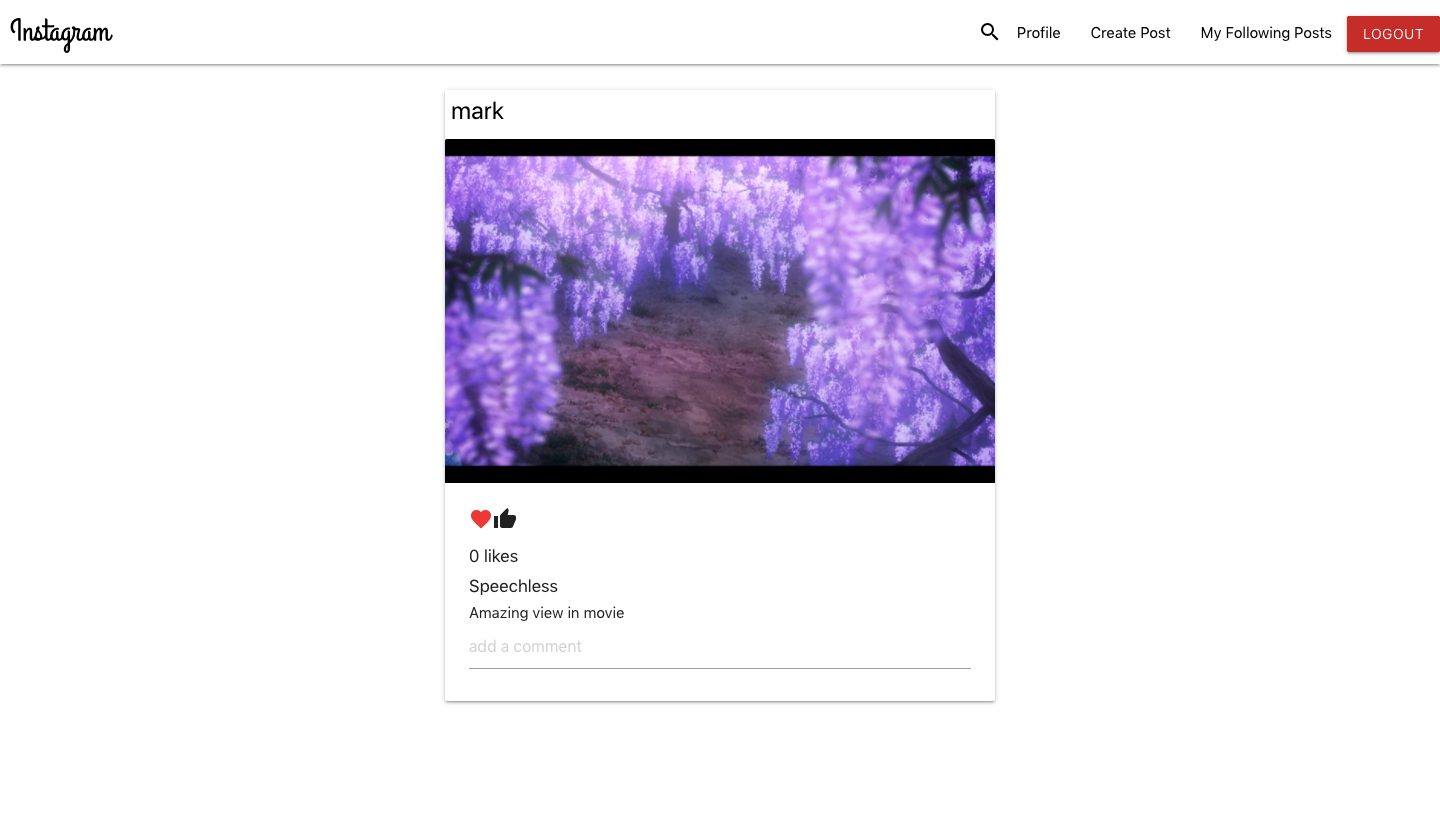 Instagram
Profile Create Post My Following Posts LOGOUT
mark
0 likes
Speechless
Amazing view in movie
add a comment